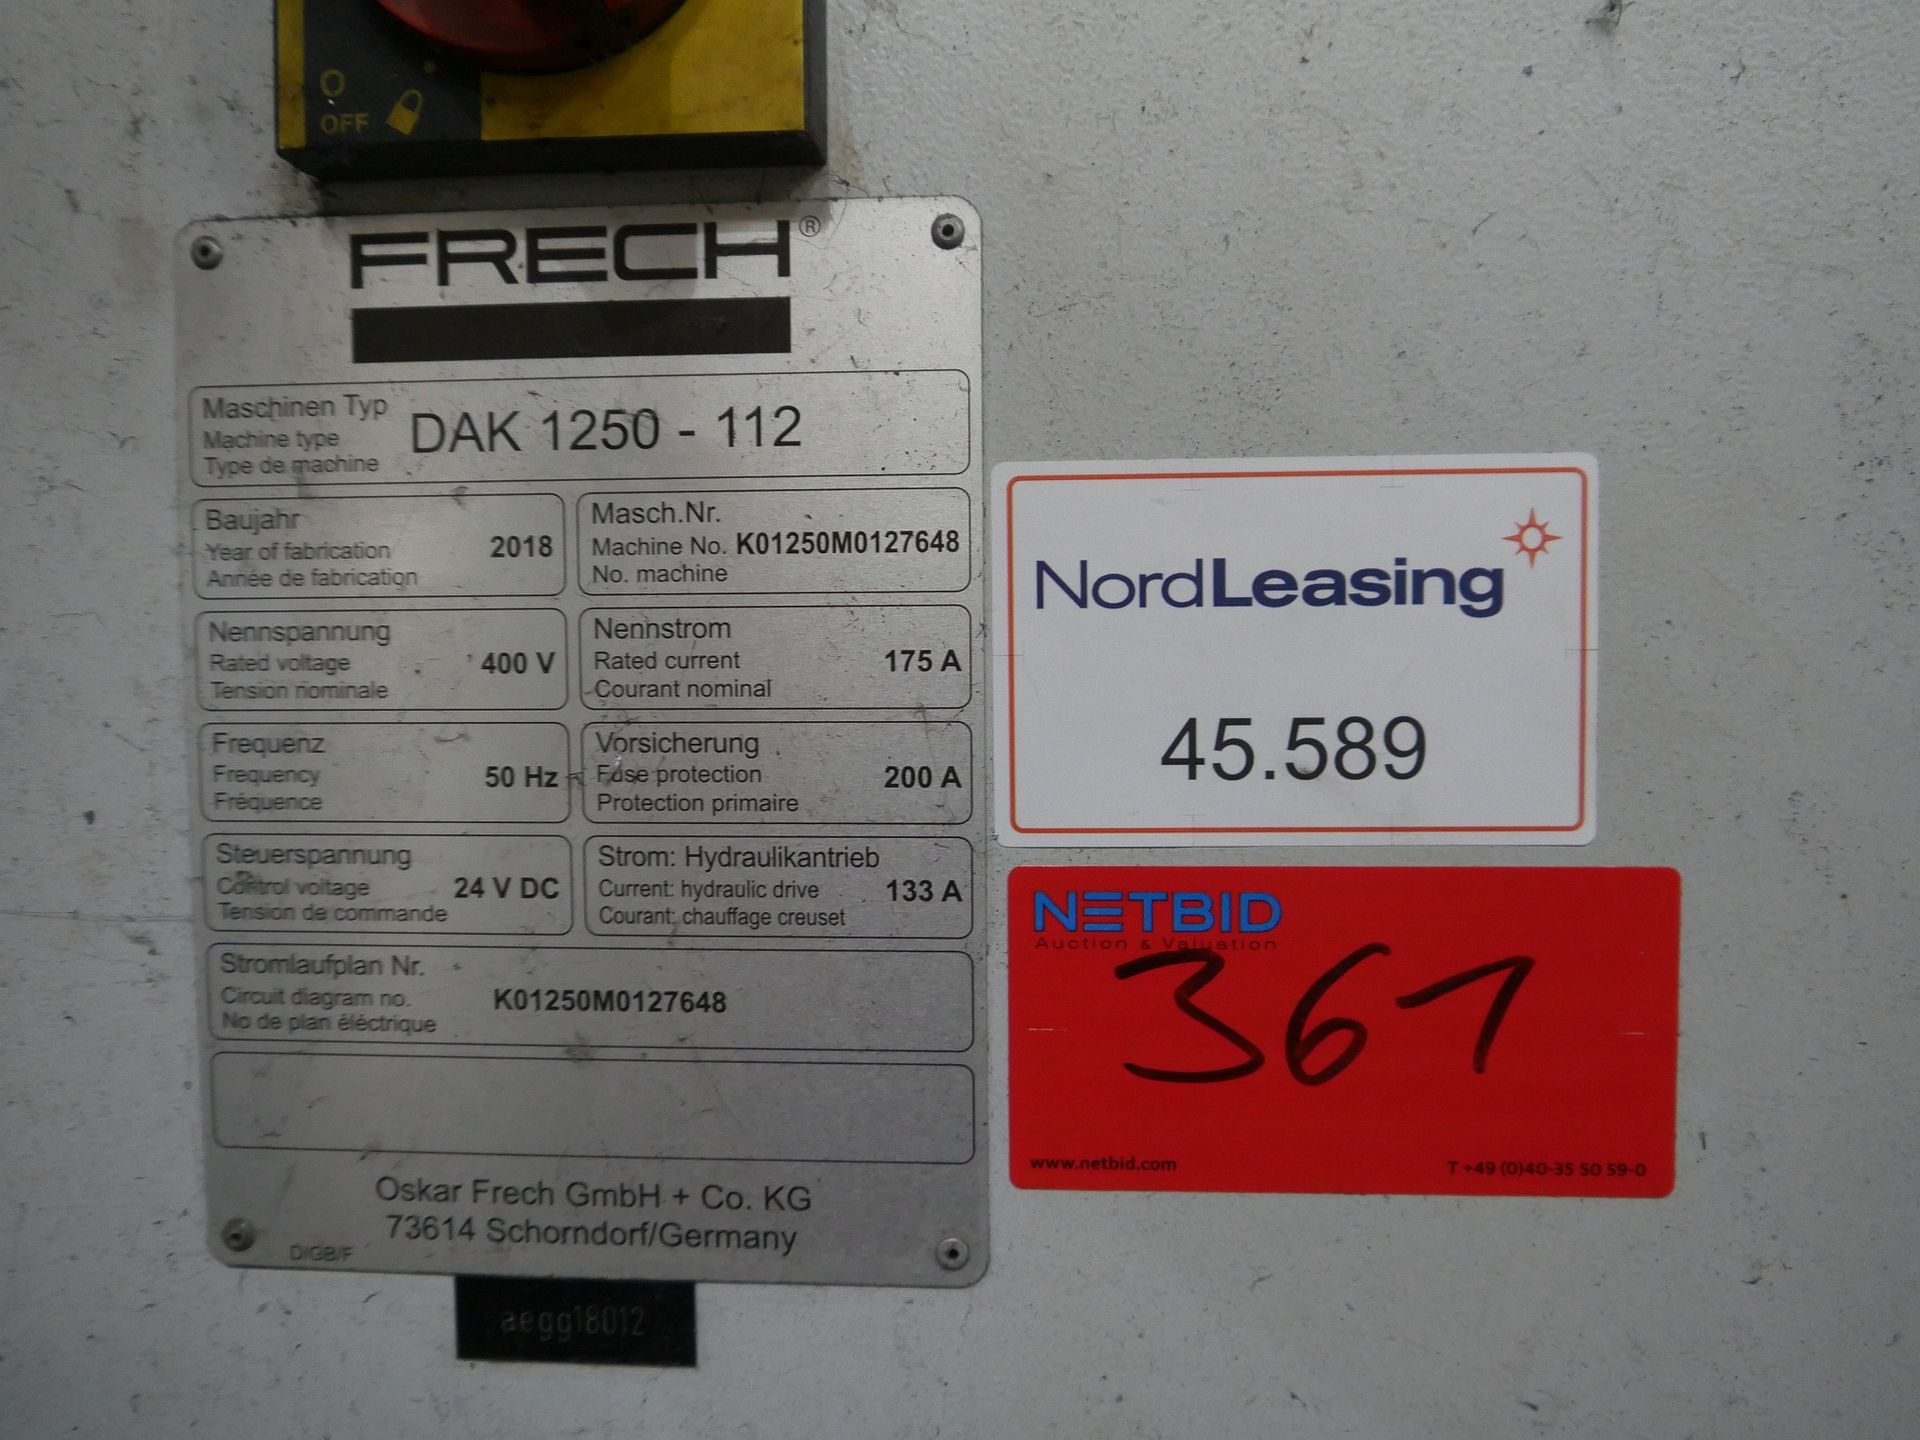 O
OFF
FRECH®
Maschinen Typ
Machine type
Type de machine
DAK 1250 - 112
Baujahr
Year of fabrication
Année de fabrication
2018
Masch.Nr.
Machine No.
No. machine
K01250M0127648
Nennspannung
Rated voltage
Tension nominale
400 V
Nennstrom
Rated current
Courant nominal
175 A
Frequenz
Frequency
Fréquence
50 Hz
Vorsicherung
Fuse protection
Protection primaire
200 A
Steuerspannung
Control voltage
Tension de commande
24 V DC
Strom: Hydraulikantrieb
Current: hydraulic drive
Courant: chauffage creuset
133 A
Stromlaufplan Nr.
Circuit diagram no.
No de plan éléctrique
K01250M0127648
Oskar Frech GmbH + Co. KG
73614 Schorndorf/Germany
D/GB/F
aegg18012
NordLeasing
45.589
NETBID
Auction & Valuation
361
www.netbid.com
T +49 (0)40-35 50 59-0